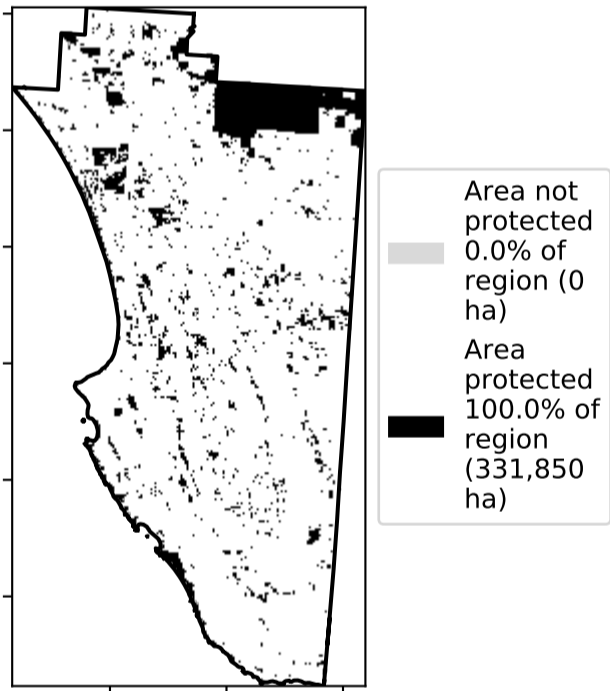 Area not
protected
0.0% of
region (0
ha)
Area
protected
100.0% of
region
(331,850
ha)